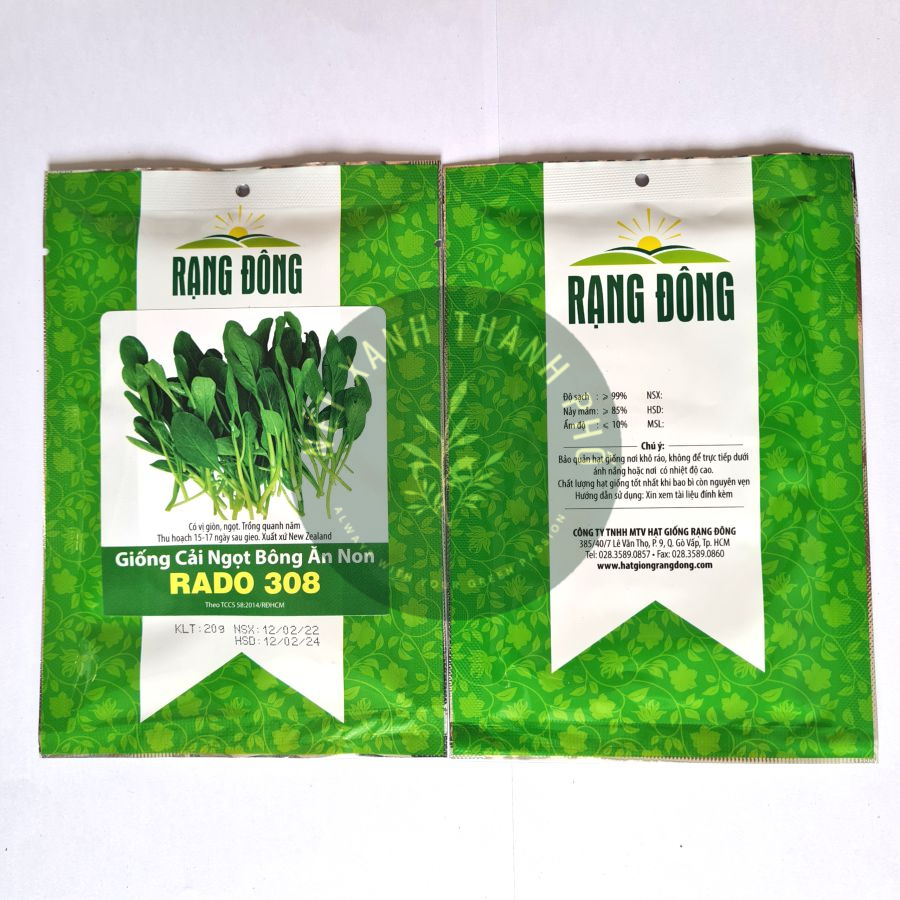 RẠNG ĐÔNG
Có vị giòn, ngọt. Trồng quanh năm
Thu hoạch 15-17 ngày sau gieo. Xuất xứ New Zealand
Giống Cải Ngọt Bông Ăn Non
RADO 308
Theo TCCS 58:2014/RĐHCM
KLT:20g NSX:12/02/22
HSD:12/02/24
RẠNG ĐÔNG
Độ sạch : ⩾ 99% NSX:
Nảy mầm : ⩾ 85% HSD:
Ẩm độ : ⩽ 10% MSL:
Chú ý:
Bảo quản hạt giống nơi khô ráo, không để trực tiếp dưới
ánh nắng hoặc nơi có nhiệt độ cao.
Chất lượng hạt giống tốt nhất khi bao bì còn nguyên vẹn
Hướng dẫn sử dụng: Xin xem tài liệu đính kèm
CÔNG TY TNHH MTV HẠT GIỐNG RẠNG ĐÔNG
385/40/7 Lê Văn Thọ, P. 9, Q. Gò Vấp, Tp. HCM
Tel: 028.3589.0857 • Fax: 028.3589.0860
www.hatgiongrangdong.com
XANH THÀNH PHỐ